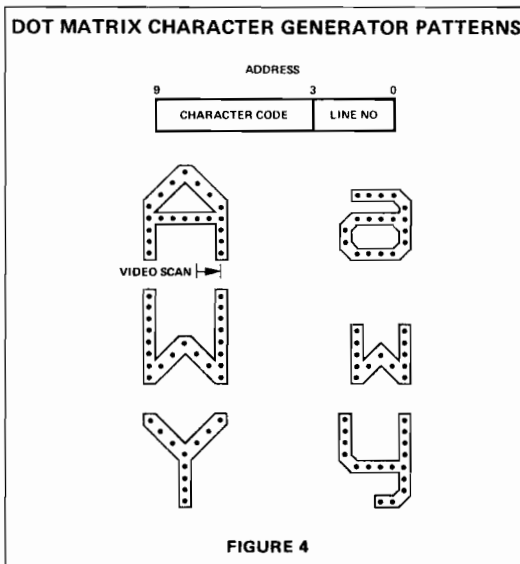 DOT MATRIX CHARACTER GENERATOR PATTERNS
ADDRESS
9 3 0
CHARACTER CODE LINE NO
A a
VIDEO SCAN
W w
Y y
FIGURE 4